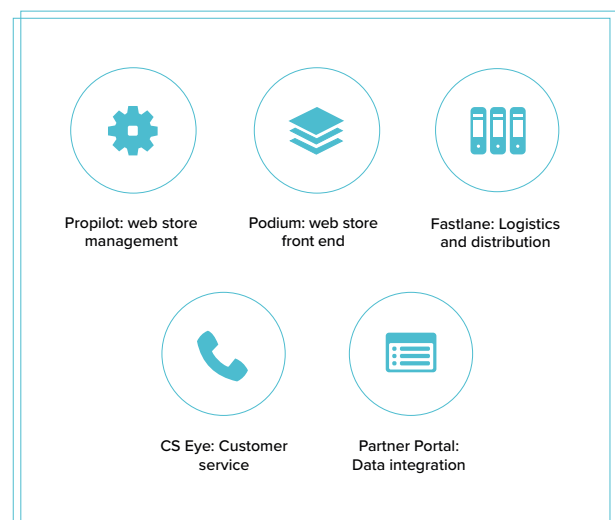 Propilot: web store
management
Podium: web store
front end
Fastlane: Logistics
and distribution
CS Eye: Customer
service
Partner Portal:
Data integration